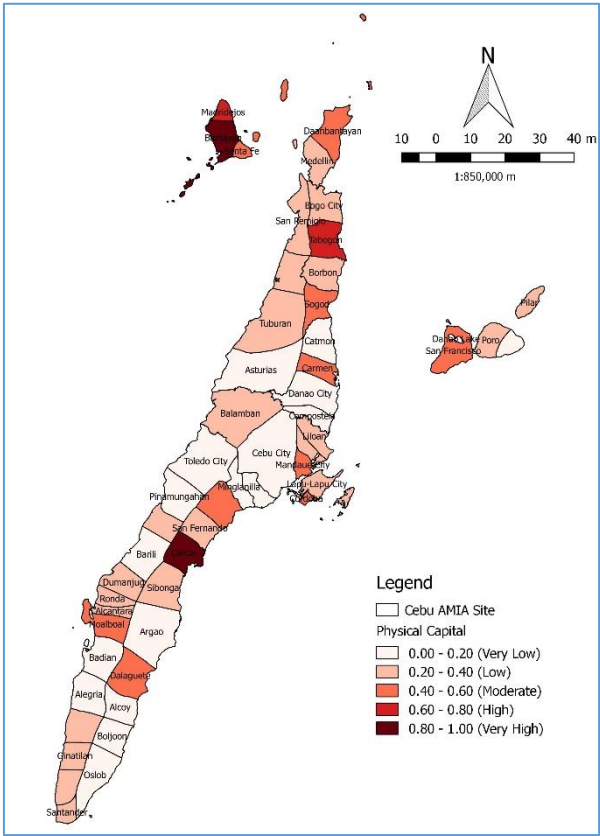 N
10 0 10 20 30 40 m
1:850,000 m
Madridejos
Bantayan
Santa Fe
Daanbantayan
Medellin
Bogo City
San Remigio
Tabogon
Borbon
Sogod
Tuburan
Catmon
Asturias
Carmen
Danao City
Compostela
Balamban
Liloan
Cebu City
Mandaue City
Toledo City
Lapu-Lapu City
Minglanilla
Cordoba
Pinamungahan
San Fernando
Carcar
Barili
Dumanjug
Sibonga
Ronda
Alcantara
Moalboal
Argao
Badian
Dalaguete
Alegria
Alcoy
Boljoon
Ginatilan
Oslob
Santander
Pilar
Danao Lake
Poro
San Francisco
Legend
Cebu AMIA Site
Physical Capital
0.00 - 0.20 (Very Low)
0.20 - 0.40 (Low)
0.40 - 0.60 (Moderate)
0.60 - 0.80 (High)
0.80 - 1.00 (Very High)